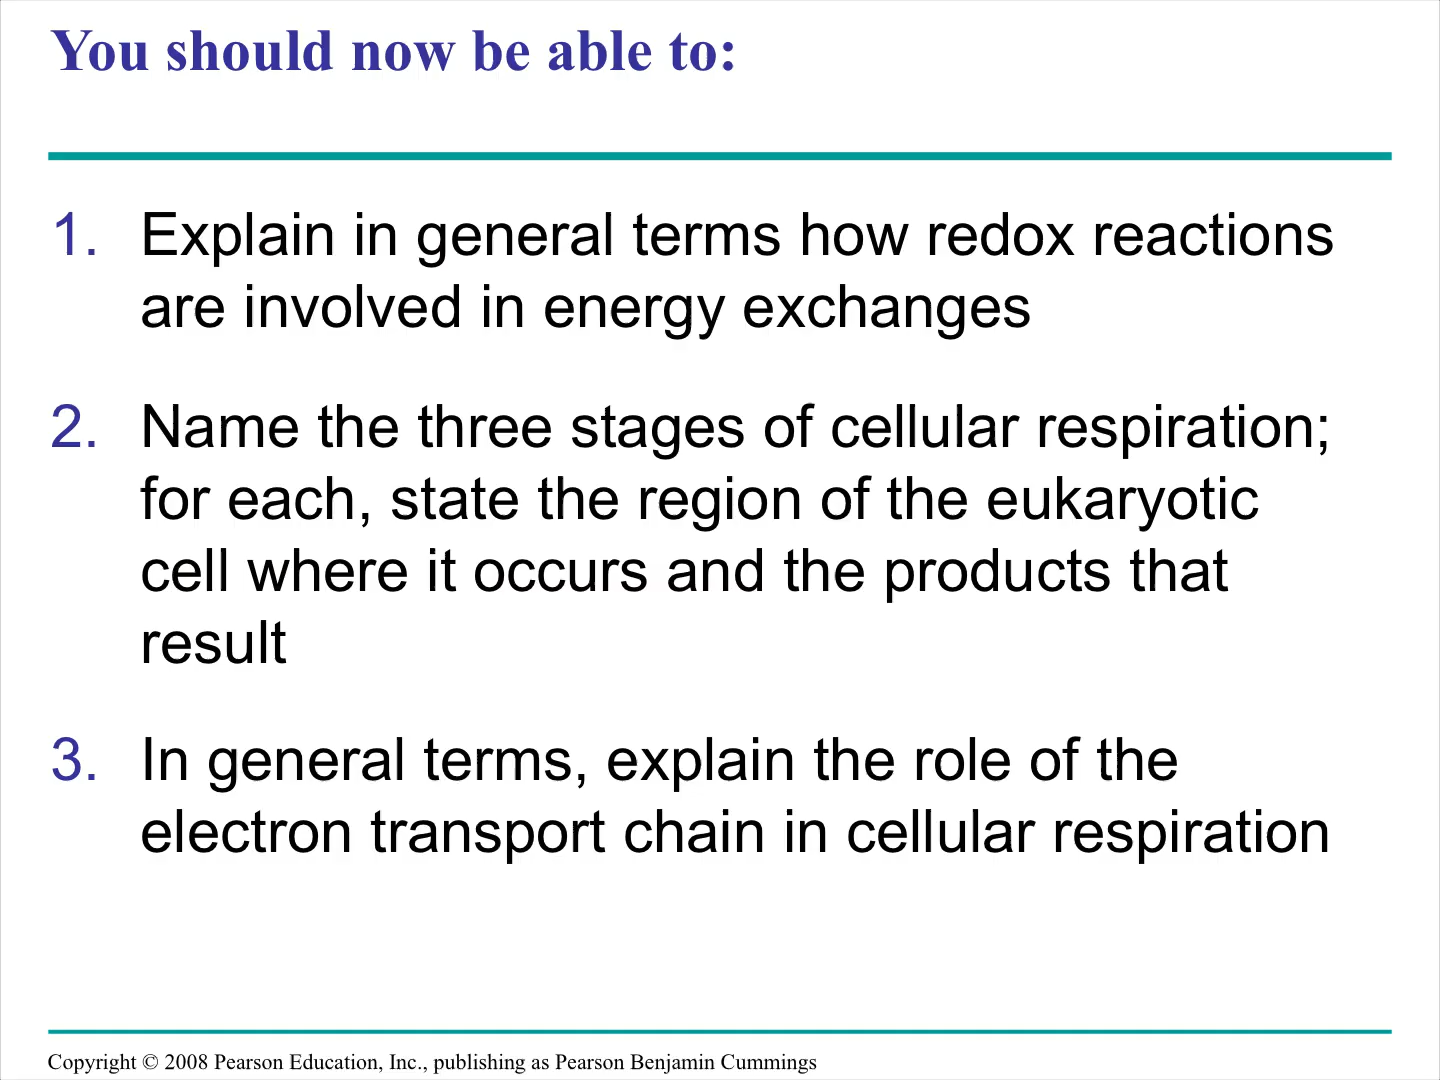 You should now be able to:
1. Explain in general terms how redox reactions
are involved in energy exchanges
2. Name the three stages of cellular respiration;
for each, state the region of the eukaryotic
cell where it occurs and the products that
result
3. In general terms, explain the role of the
electron transport chain in cellular respiration
Copyright © 2008 Pearson Education, Inc., publishing as Pearson Benjamin Cummings